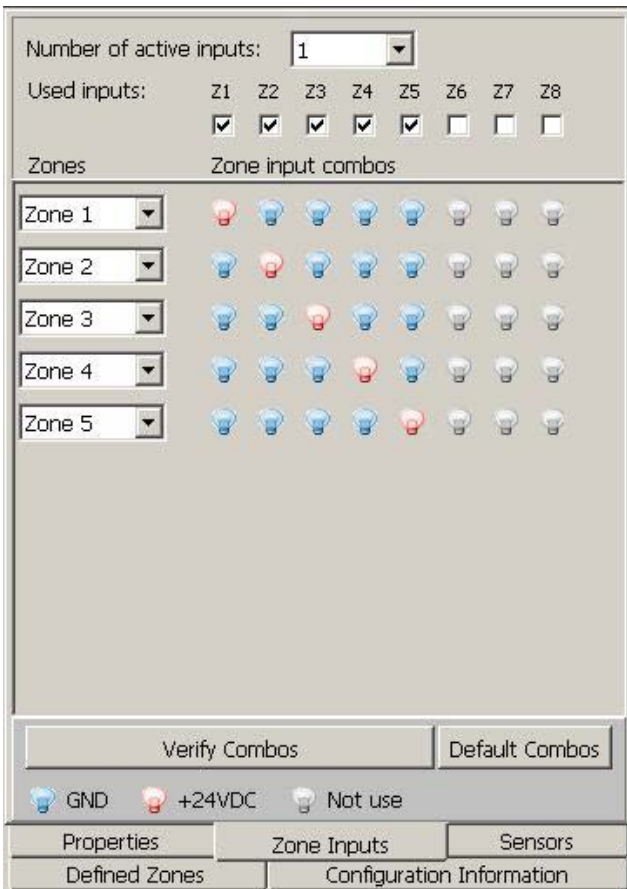 Number of active inputs: 1
Used inputs: Z1 Z2 Z3 Z4 Z5 Z6 Z7 Z8
Zones Zone input combos
Zone 1
Zone 2
Zone 3
Zone 4
Zone 5
Verify Combos Default Combos
GND +24VDC Not use
Properties Zone Inputs Sensors
Defined Zones Configuration Information